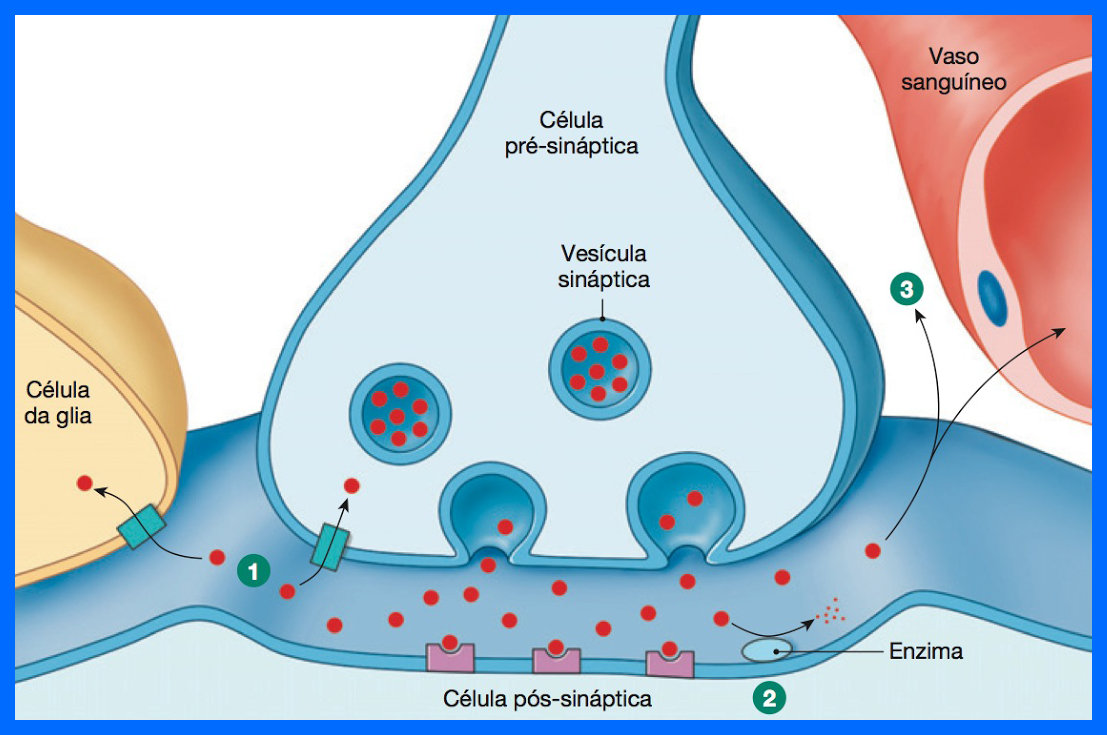 Vaso
sanguíneo
Célula
pré-sináptica
Vesícula
sináptica
3
Célula
da glia
1
Enzima
Célula pós-sináptica
2